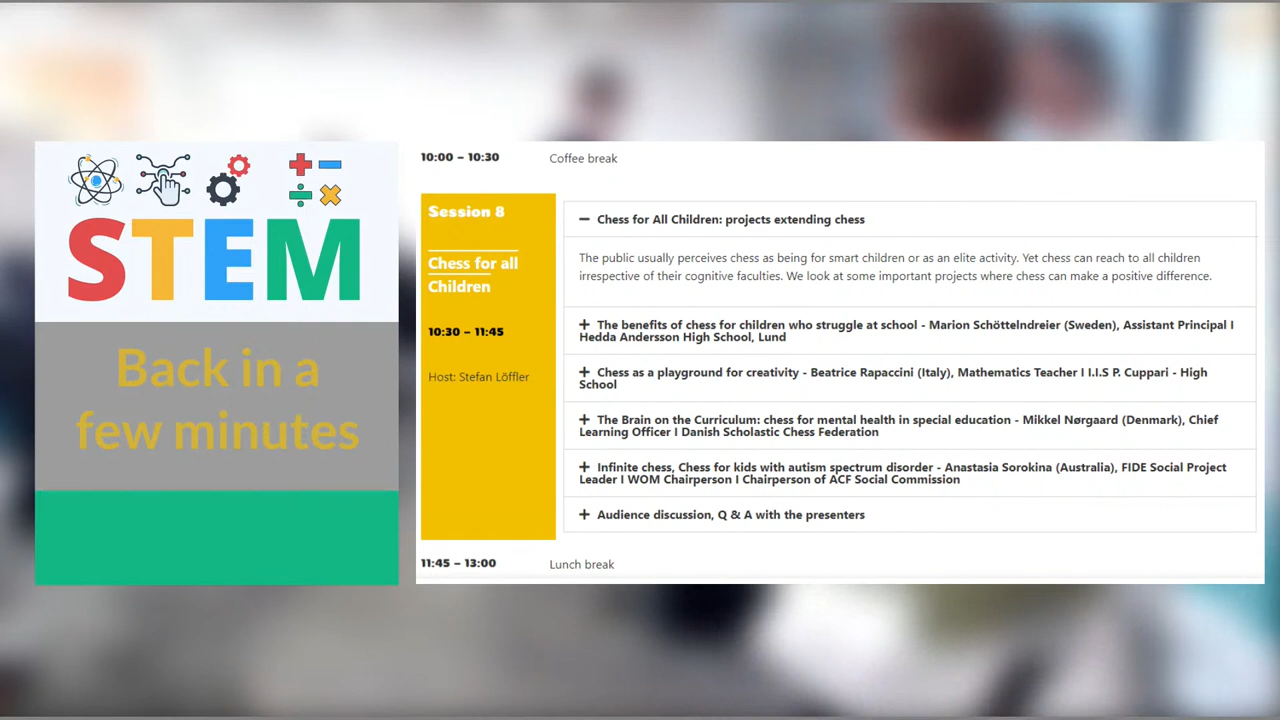 STEM
Back in a
few minutes
10:00 – 10:30
Coffee break
Session 8
Chess for all
Children
10:30 – 11:45
Host: Stefan Löffler
Chess for All Children: projects extending chess
The public usually perceives chess as being for smart children or as an elite activity. Yet chess can reach to all children
irrespective of their cognitive faculties. We look at some important projects where chess can make a positive difference.
The benefits of chess for children who struggle at school - Marion Schöttelndreier (Sweden), Assistant Principal I
Hedda Andersson High School, Lund
Chess as a playground for creativity - Beatrice Rapaccini (Italy), Mathematics Teacher I I.I.S P. Cuppari - High
School
The Brain on the Curriculum: chess for mental health in special education - Mikkel Nørgaard (Denmark), Chief
Learning Officer I Danish Scholastic Chess Federation
Infinite chess, Chess for kids with autism spectrum disorder - Anastasia Sorokina (Australia), FIDE Social Project
Leader I WOM Chairperson I Chairperson of ACF Social Commission
Audience discussion, Q & A with the presenters
11:45 – 13:00
Lunch break